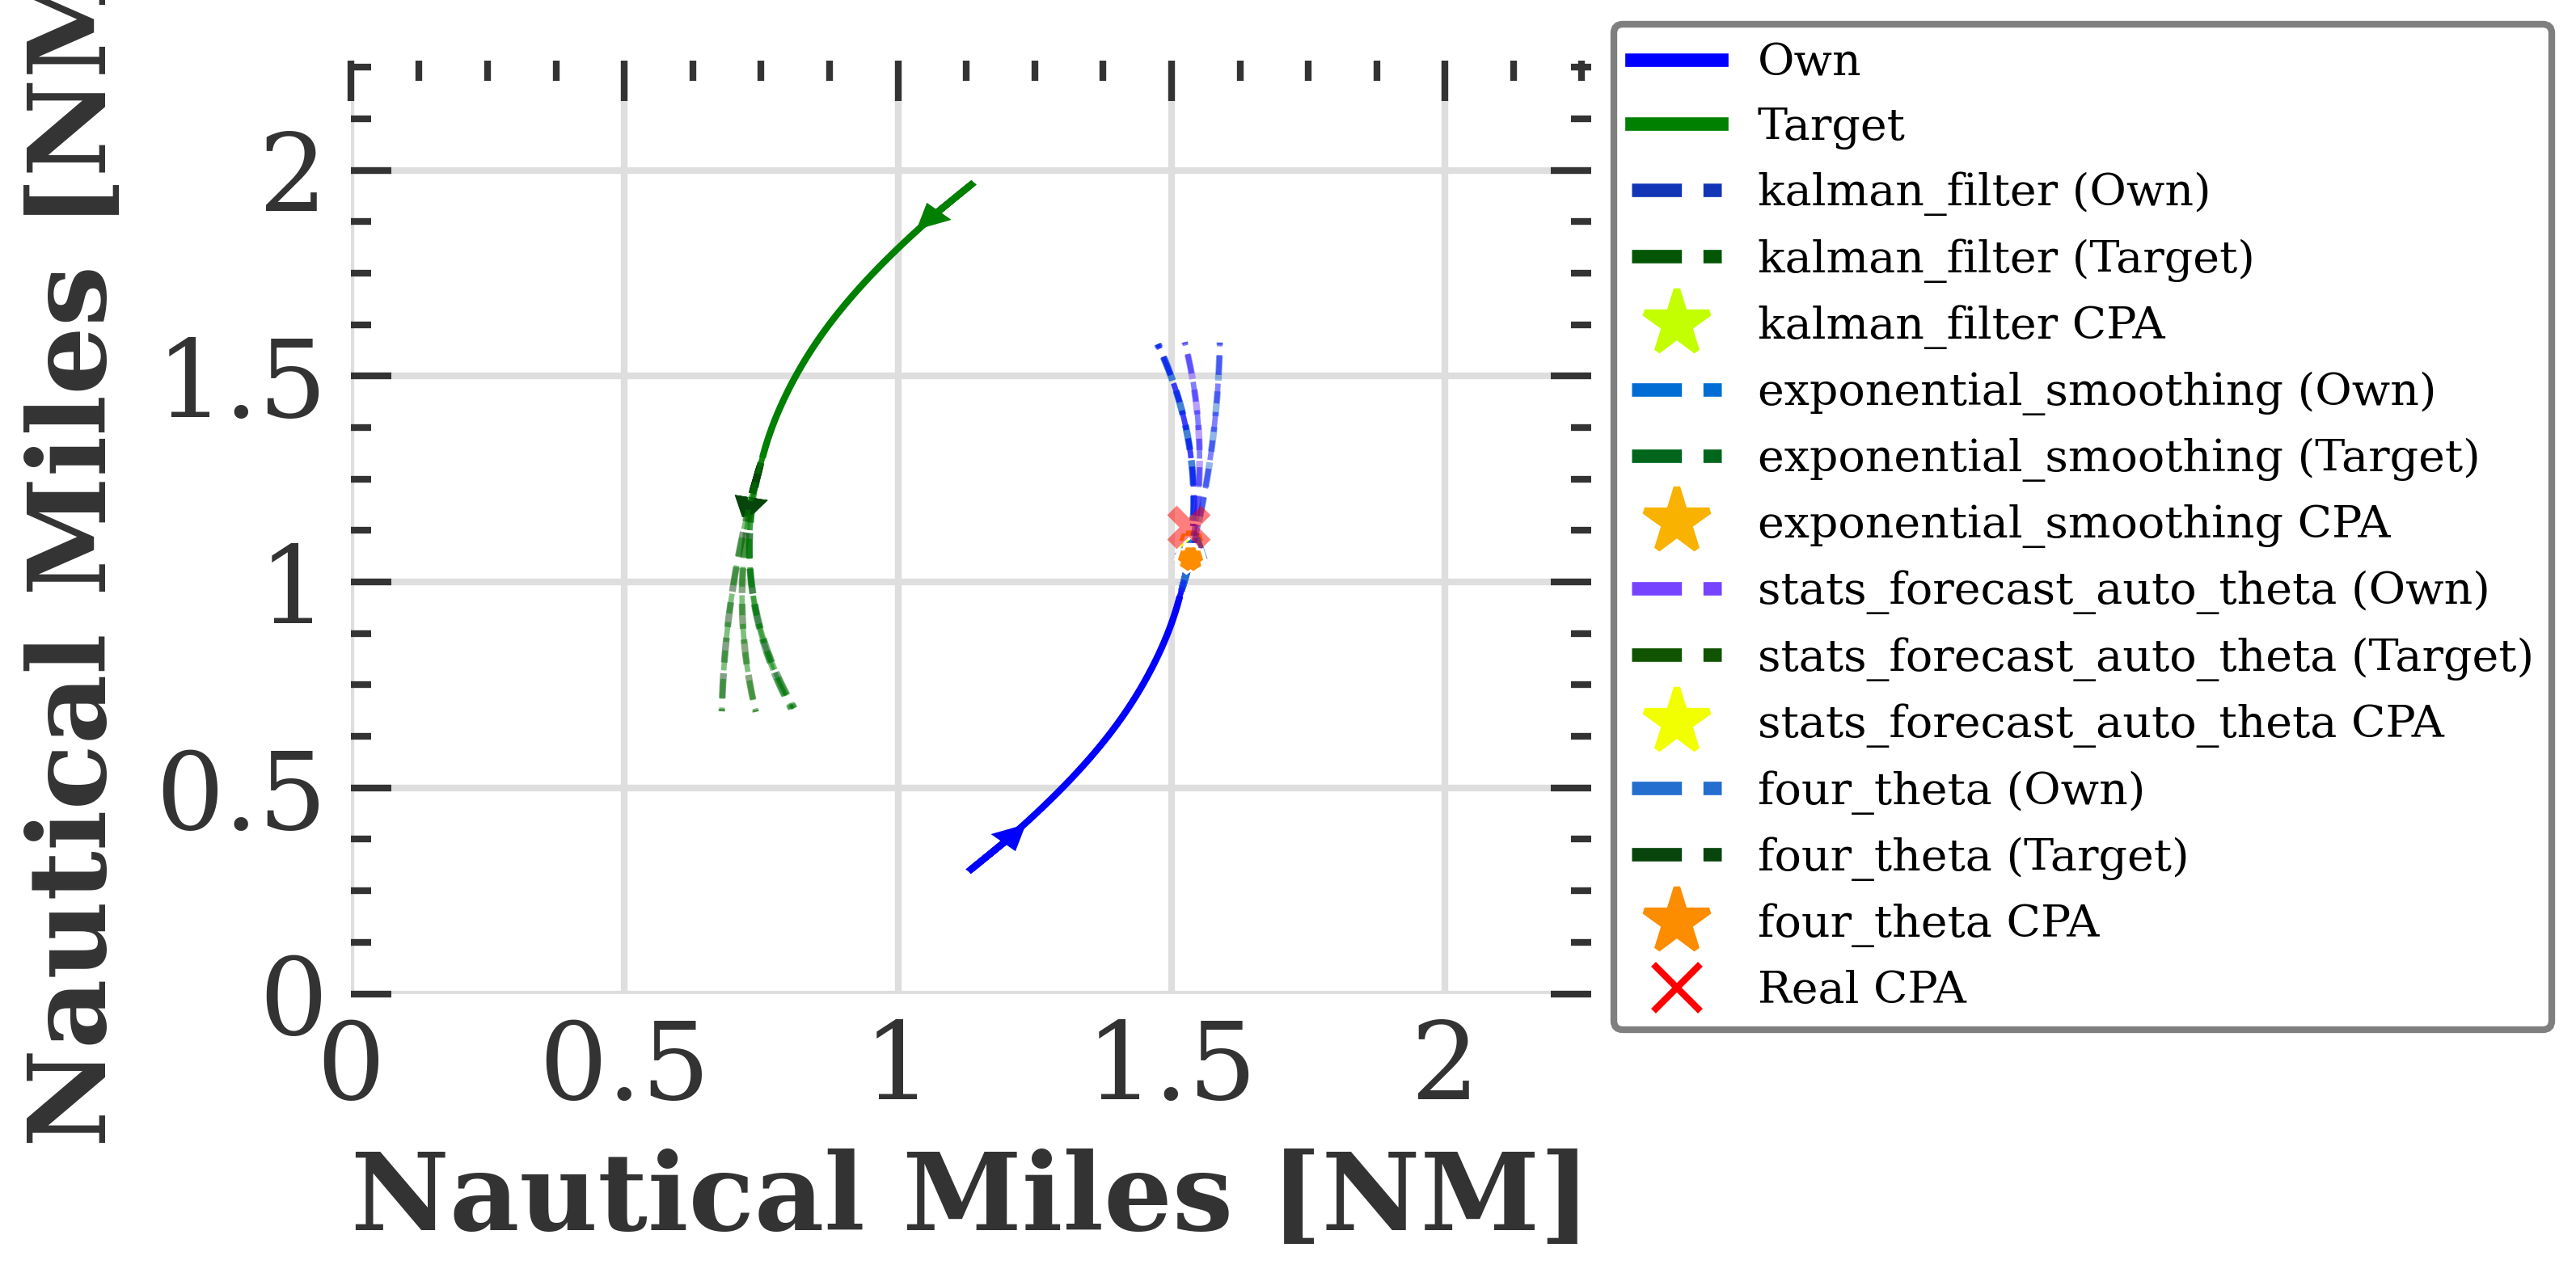 Nautical Miles [NM
2
1.5
1
0.5
0
0 0.5 1 1.5 2
Nautical Miles [NM]
Own
Target
kalman_filter (Own)
kalman_filter (Target)
kalman_filter CPA
exponential_smoothing (Own)
exponential_smoothing (Target)
exponential_smoothing CPA
stats_forecast_auto_theta (Own)
stats_forecast_auto_theta (Target)
stats_forecast_auto_theta CPA
four_theta (Own)
four_theta (Target)
four_theta CPA
Real CPA